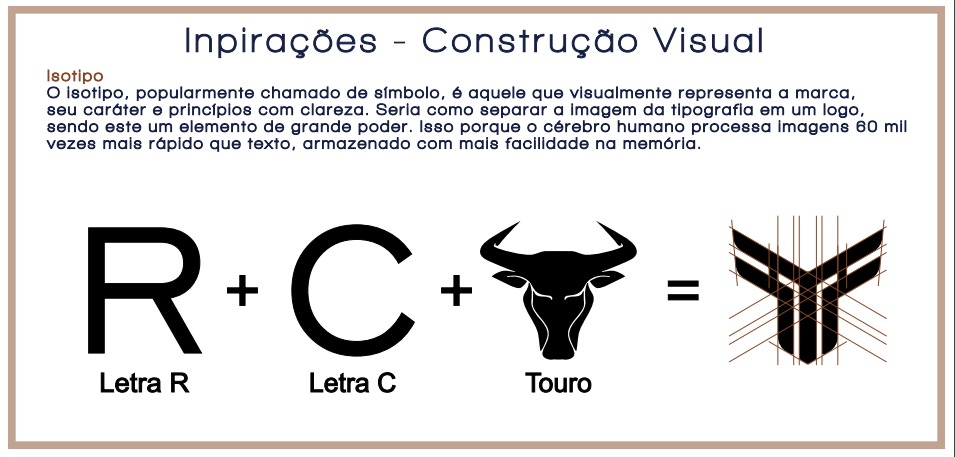 Inpirações - Construção Visual
Isotipo
O isotipo, popularmente chamado de símbolo, é aquele que visualmente representa a marca,
seu caráter e princípios com clareza. Seria como separar a imagem da tipografia em um logo,
sendo este um elemento de grande poder. Isso porque o cérebro humano processa imagens 60 mil
vezes mais rápido que texto, armazenado com mais facilidade na memória.
R + C + =
Letra R Letra C Touro